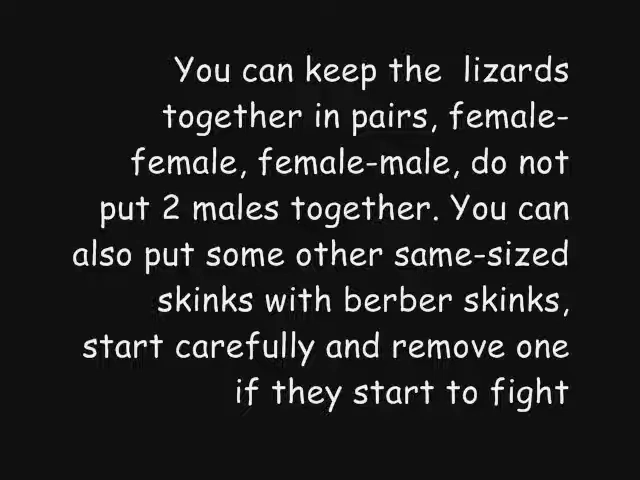 You can keep the  lizards
together in pairs, female-
female, female-male, do not
put 2 males together. You can
also put some other same-sized
skinks with berber skinks,
start carefully and remove one
if they start to fight